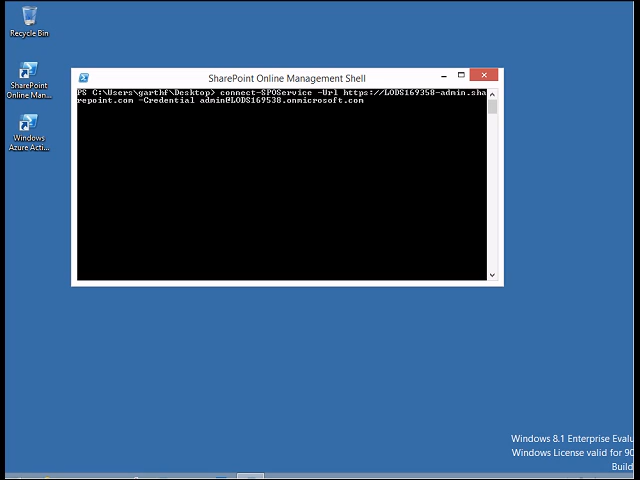 Recycle Bin
SharePoint
Online Man...
Windows
Azure Acti...
SharePoint Online Management Shell
PS C:\Users\garthf\Desktop> connect-SPOService -Url https://LODS169358-admin.sha
repoint.com -Credential admin@LODS169538.onmicrosoft.com
Windows 8.1 Enterprise Evalu
Windows License valid for 90
Build